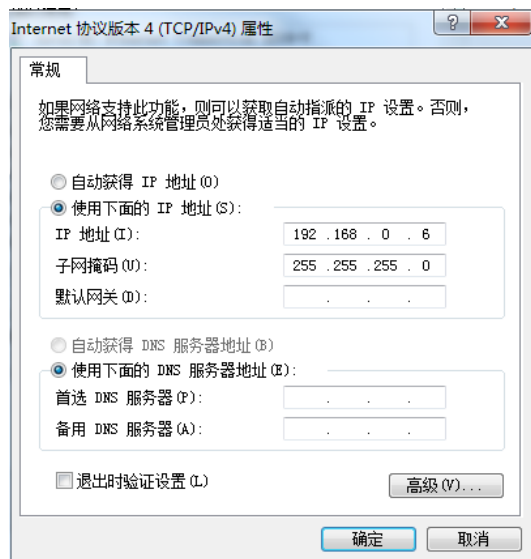 Internet 协议版本 4 (TCP/IPv4) 属性
常规
如果网络支持此功能，则可以获取自动指派的 IP 设置。否则，
您需要从网络系统管理员处获得适当的 IP 设置。
自动获得 IP 地址(O)
使用下面的 IP 地址(S):
IP 地址(I): 192 .168 . 0 . 6
子网掩码(U): 255 .255 .255 . 0
默认网关(D): . . .
自动获得 DNS 服务器地址(B)
使用下面的 DNS 服务器地址(E):
首选 DNS 服务器(P): . . .
备用 DNS 服务器(A): . . .
退出时验证设置(L)
高级(V)...
确定 取消